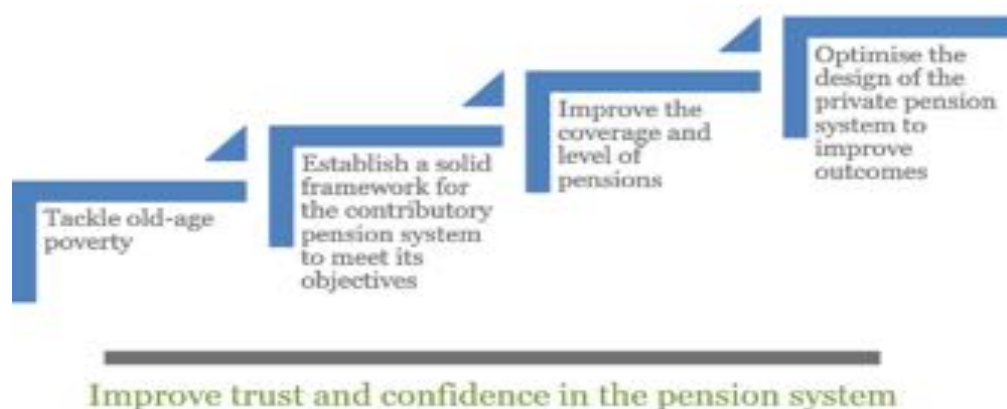 Tackle old-age
poverty
Establish a solid
framework for
the contributory
pension system
to meet its
objectives
Improve the
coverage and
level of
pensions
Optimise the
design of the
private pension
system to
improve
outcomes
Improve trust and confidence in the pension system